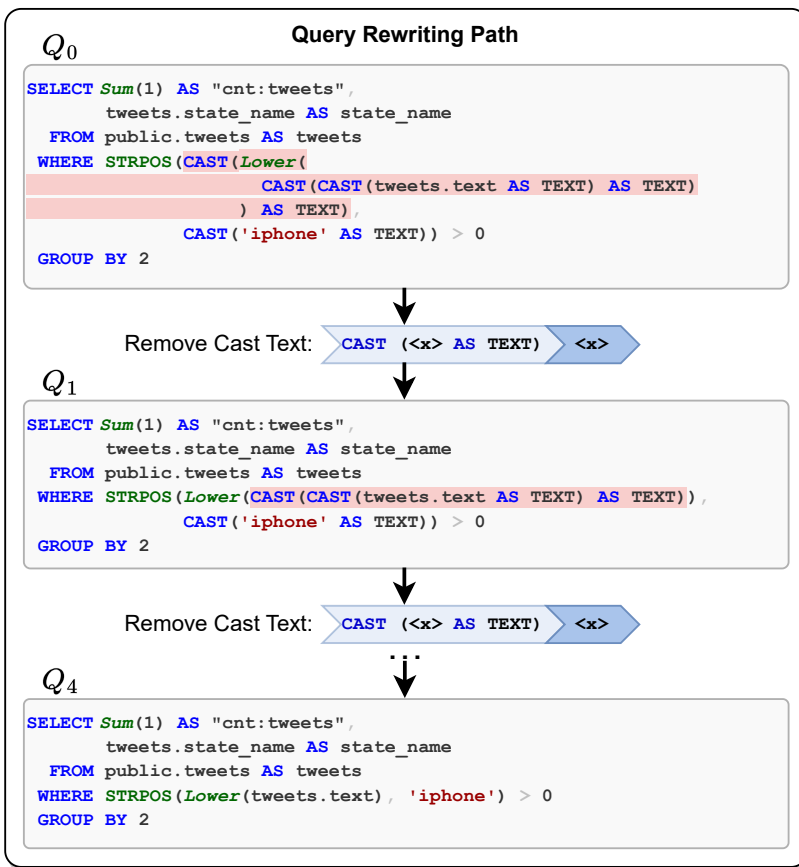 Query Rewriting Path
Q0
SELECT Sum(1) AS "cnt:tweets",
tweets.state_name AS state_name
FROM public.tweets AS tweets
WHERE STRPOS(CAST(Lower(
CAST(CAST(tweets.text AS TEXT) AS TEXT)
) AS TEXT),
CAST('iphone' AS TEXT)) > 0
GROUP BY 2
Remove Cast Text: CAST (<x> AS TEXT) <x>
Q1
SELECT Sum(1) AS "cnt:tweets",
tweets.state_name AS state_name
FROM public.tweets AS tweets
WHERE STRPOS(Lower(CAST(CAST(tweets.text AS TEXT) AS TEXT)),
CAST('iphone' AS TEXT)) > 0
GROUP BY 2
Remove Cast Text: CAST (<x> AS TEXT) <x>
...
Q4
SELECT Sum(1) AS "cnt:tweets",
tweets.state_name AS state_name
FROM public.tweets AS tweets
WHERE STRPOS(Lower(tweets.text), 'iphone') > 0
GROUP BY 2